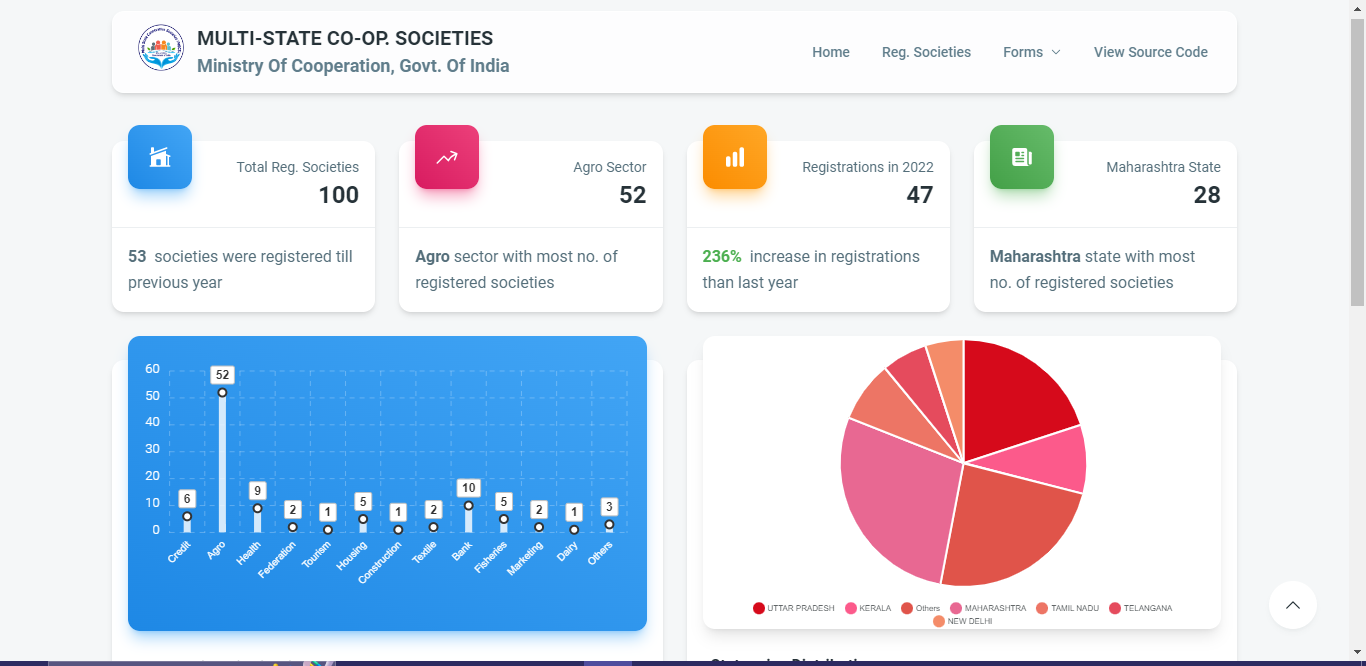 MULTI-STATE CO-OP. SOCIETIES
Ministry Of Cooperation, Govt. Of India
Home
Reg. Societies
Forms
View Source Code
Total Reg. Societies
100
53 societies were registered till
previous year
Agro Sector
52
Agro sector with most no. of
registered societies
Registrations in 2022
47
236% increase in registrations
than last year
Maharashtra State
28
Maharashtra state with most
no. of registered societies
60
50
40
30
20
10
0
6
52
9
2
1
5
1
2
10
5
2
1
3
Credit
Agro
Health
Federation
Tourism
Housing
Construction
Textile
Bank
Fisheries
Marketing
Dairy
Others
UTTAR PRADESH
KERALA
Others
MAHARASHTRA
TAMIL NADU
TELANGANA
NEW DELHI